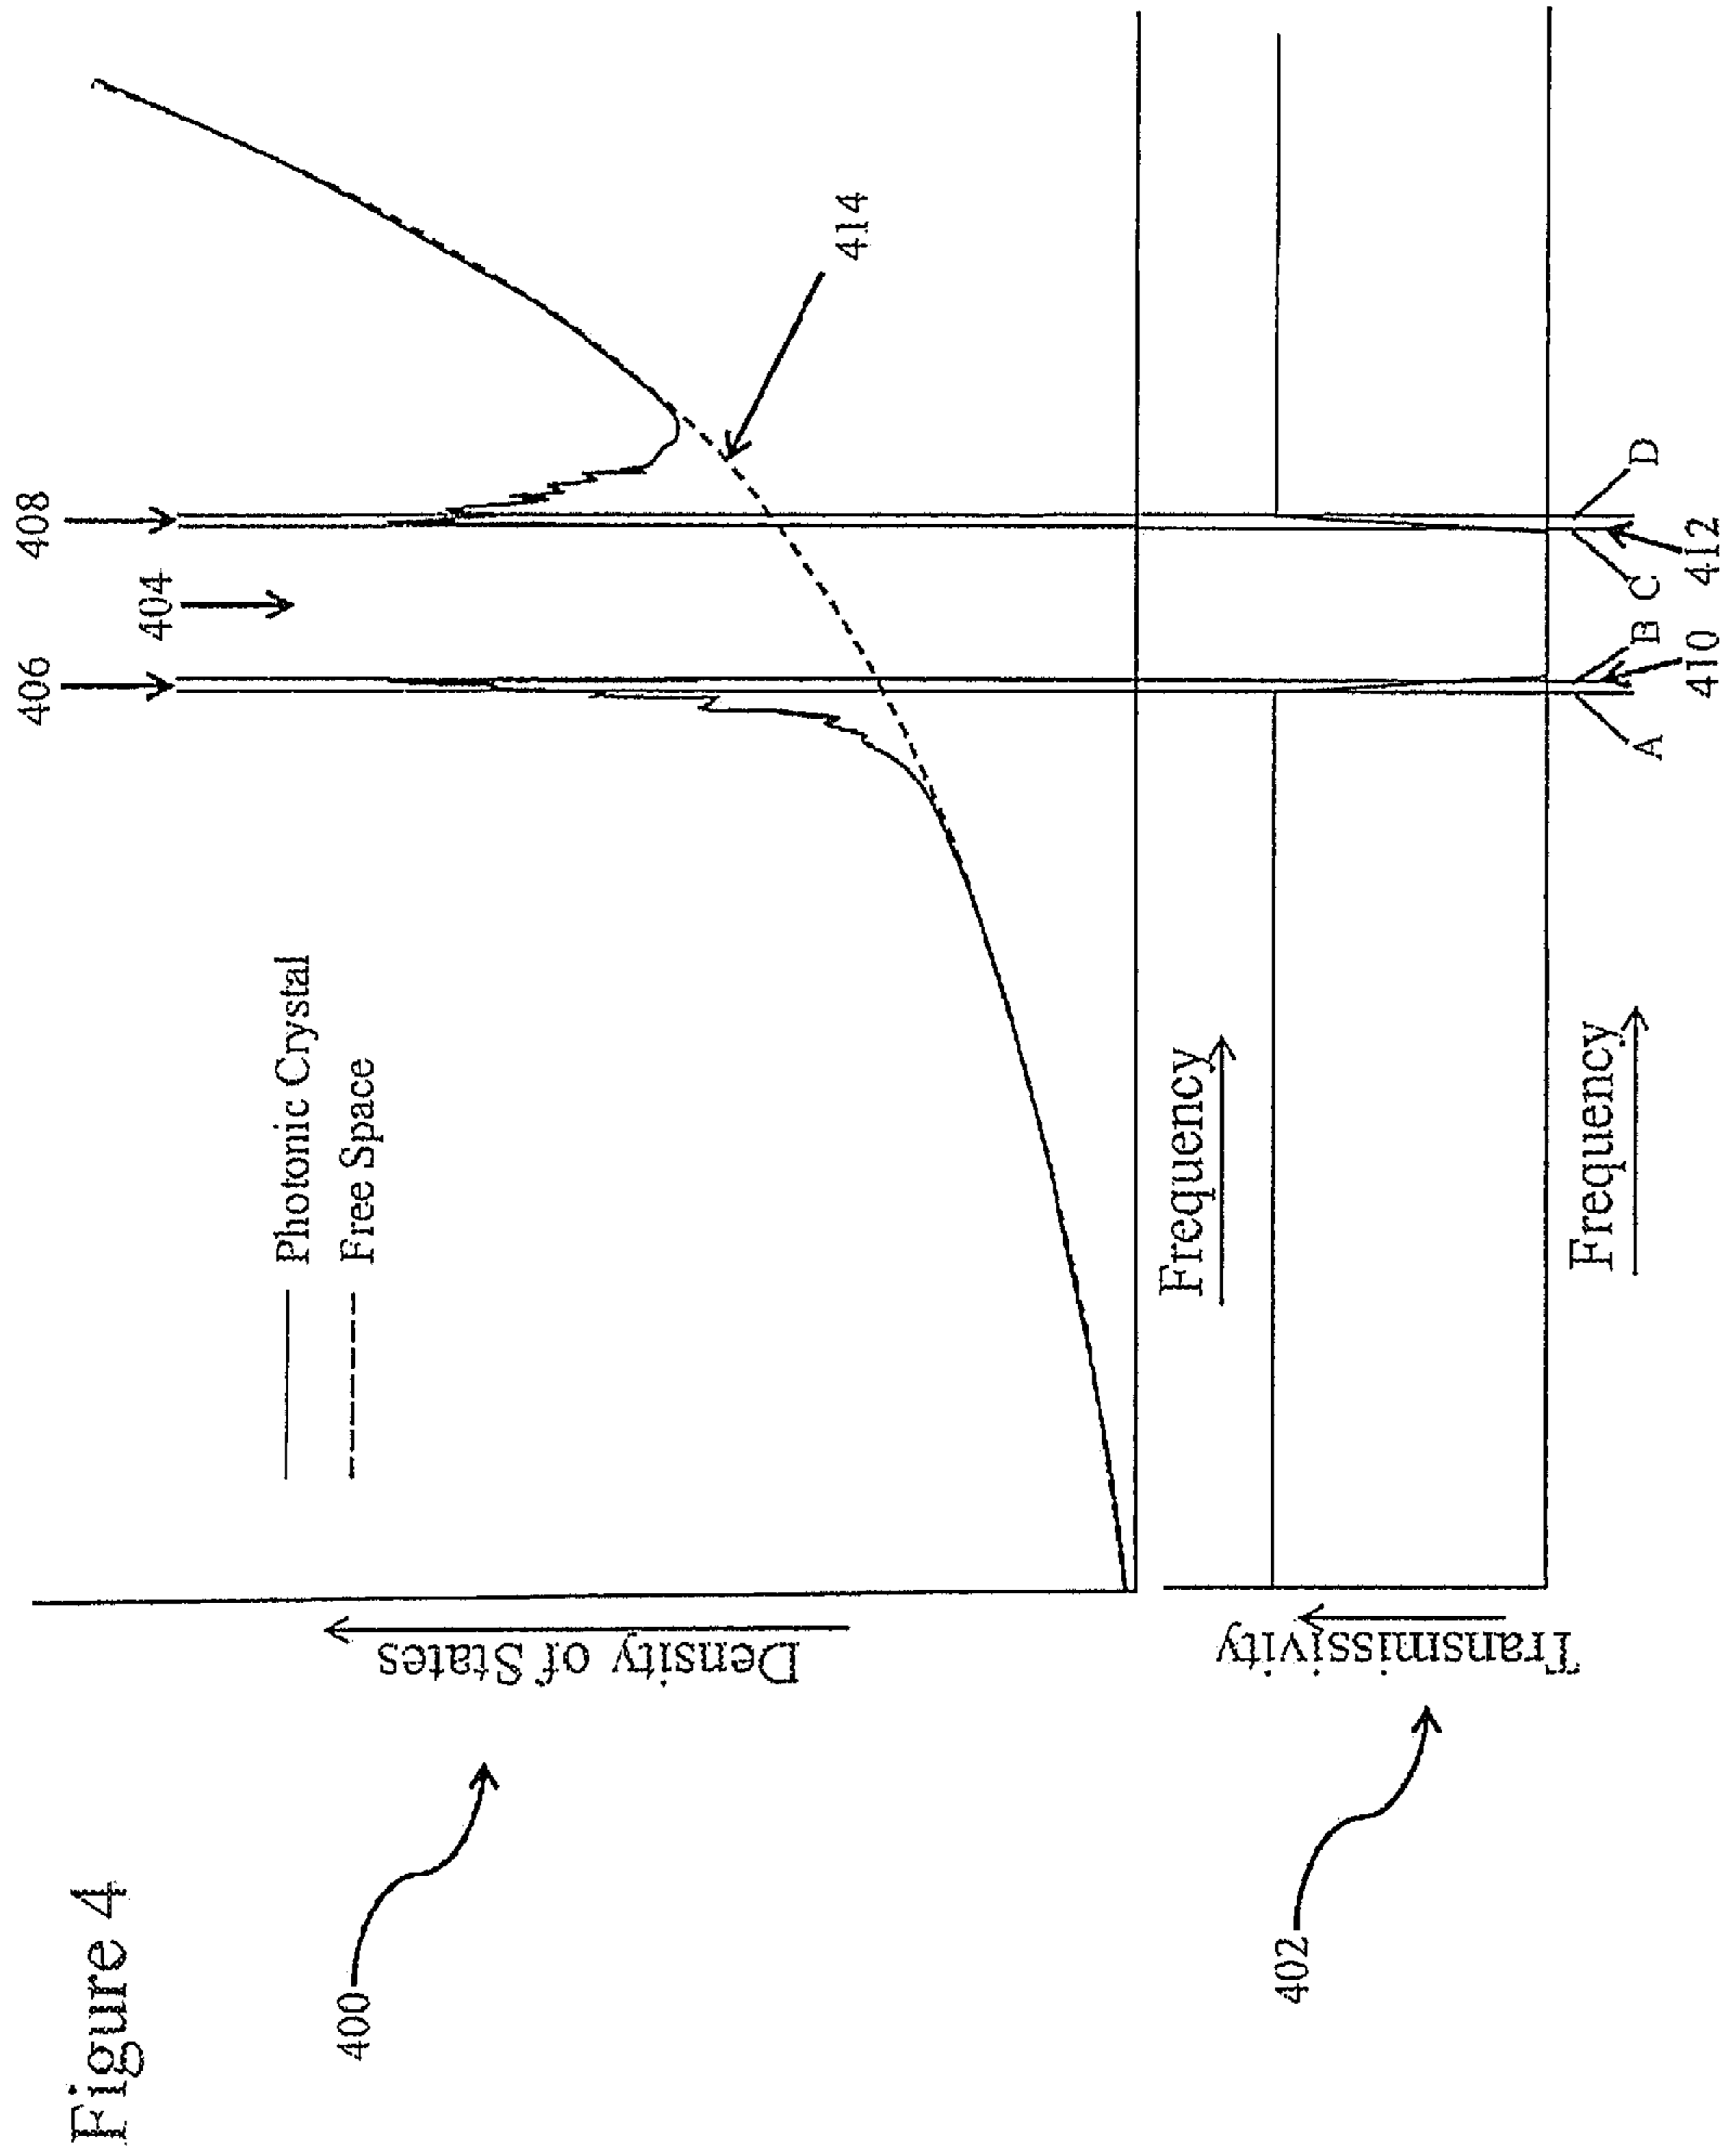 Figure 4
400
402
Density of States
Transmissivity
Photonic Crystal
Free Space
406
404
408
414
Frequency
Frequency
A
B
C
D
410
412